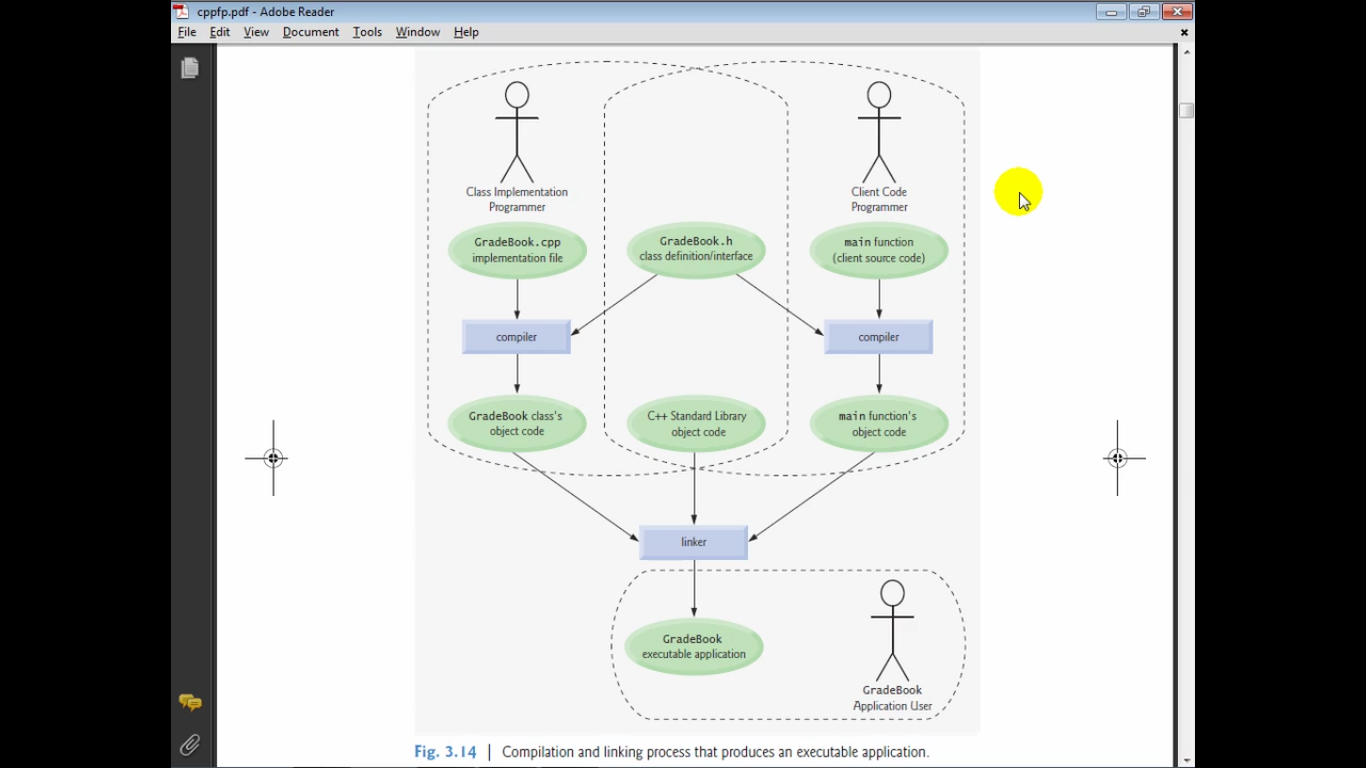 cppfp.pdf - Adobe Reader
File Edit View Document Tools Window Help
Class Implementation
Programmer
Client Code
Programmer
GradeBook.cpp
implementation file
GradeBook.h
class definition/interface
main function
(client source code)
compiler
compiler
GradeBook class's
object code
C++ Standard Library
object code
main function's
object code
linker
GradeBook
executable application
GradeBook
Application User
Fig. 3.14 | Compilation and linking process that produces an executable application.